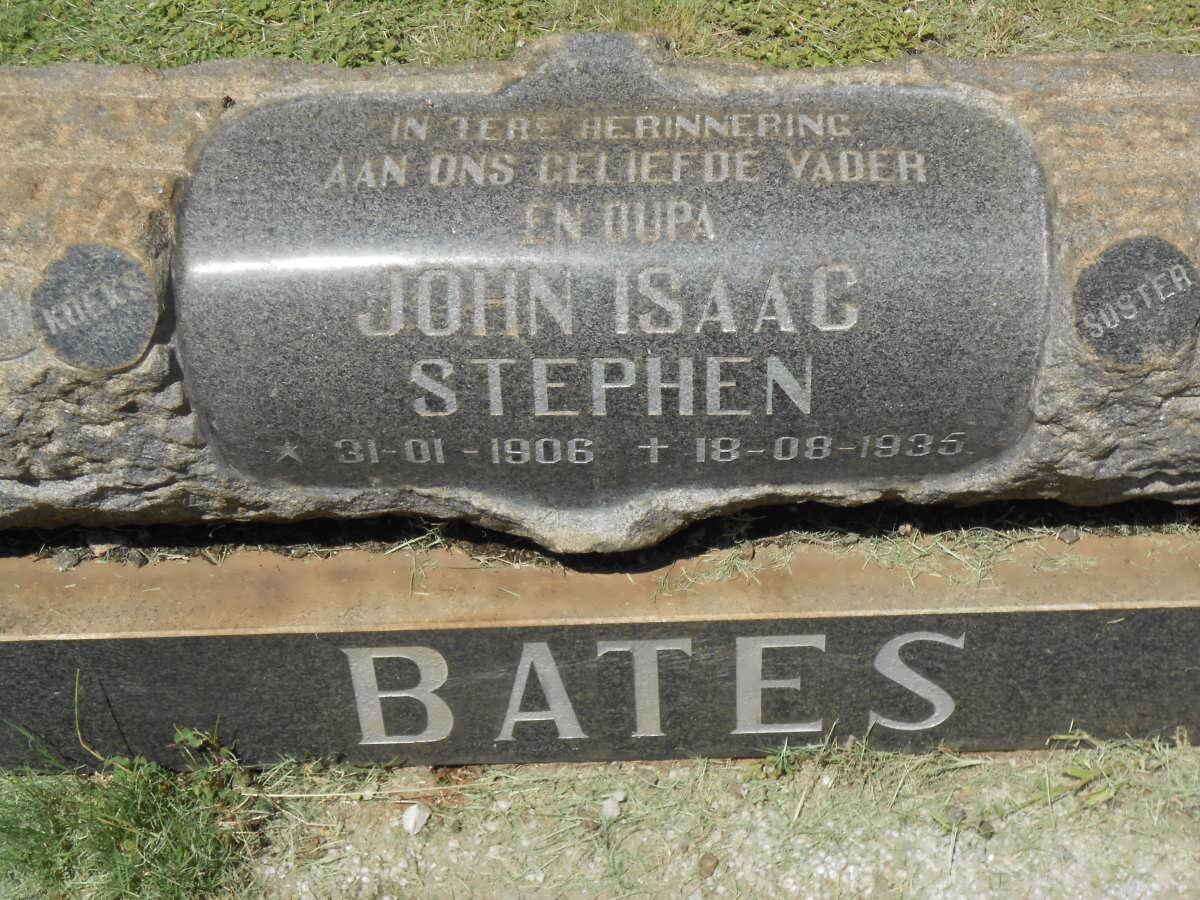 IN TERE HERINNERING
AAN ONS GELIEFDE VADER
EN OUPA
KOEKS
SUSTER
JOHN ISAAC
STEPHEN
★ 31-01-1906 ✝ 18-08-1935
BATES